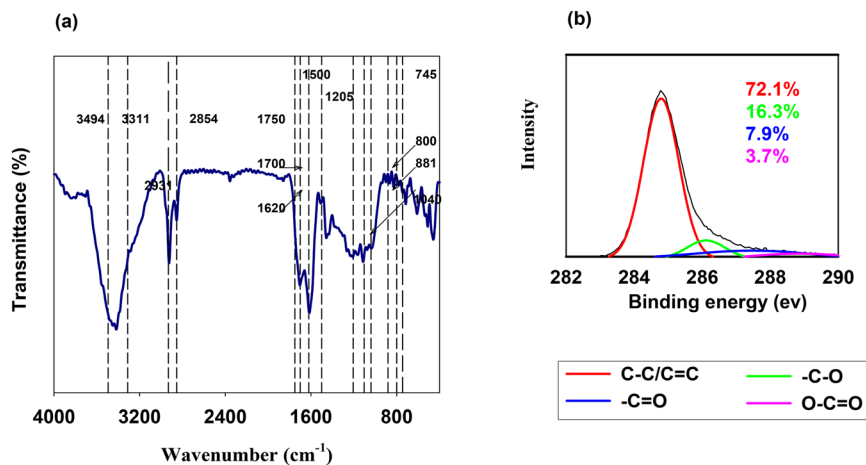 (a)
(b)
3494
3311
2854
2931
1750
1700
1620
1500
1205
745
800
881
1040
Transmittance (%)
4000
3200
2400
1600
800
Wavenumber (cm⁻¹)
72.1%
16.3%
7.9%
3.7%
Intensity
282
284
286
288
290
Binding energy (ev)
C-C/C=C
-C-O
-C=O
O-C=O